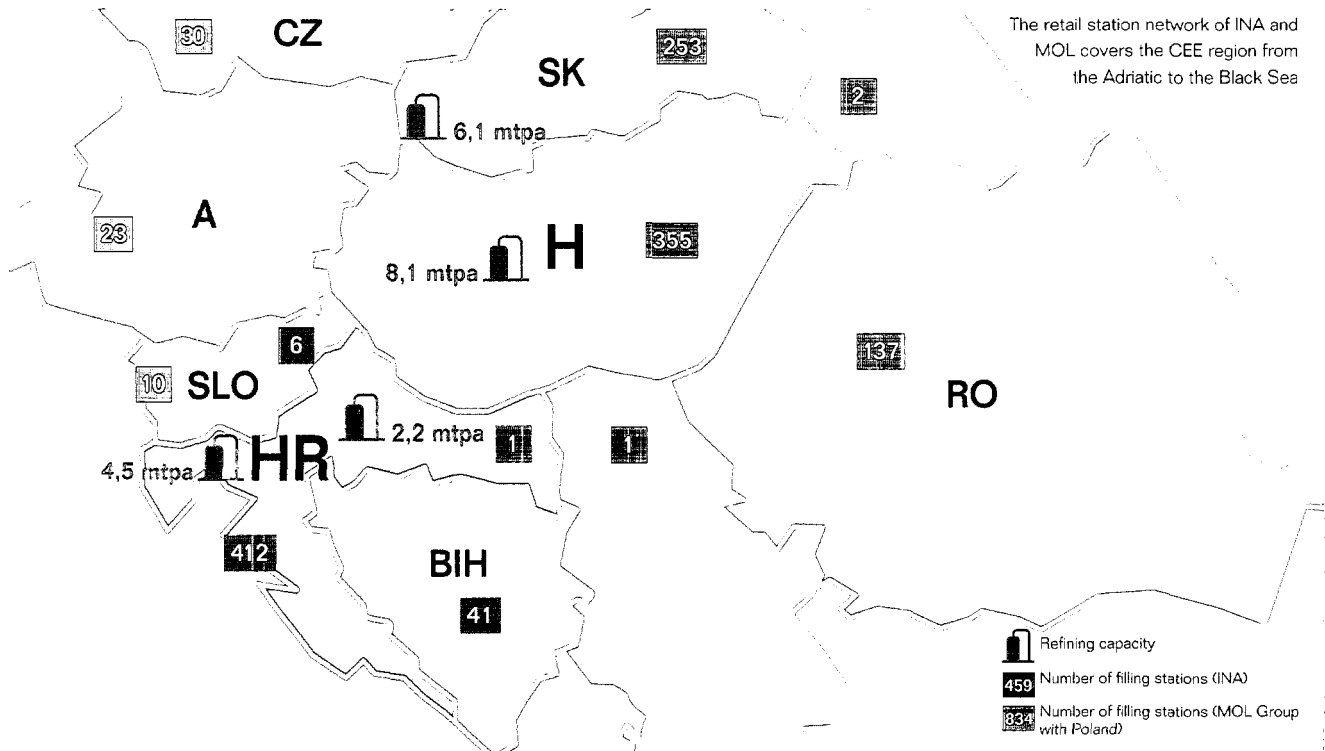 The retail station network of INA and
MOL covers the CEE region from
the Adriatic to the Black Sea
30
CZ
253
SK
2
6,1 mtpa
A
23
H
355
8,1 mtpa
6
137
10
SLO
RO
2,2 mtpa
1
1
HR
4,5 mtpa
412
BIH
41
Refining capacity
459 Number of filling stations (INA)
834 Number of filling stations (MOL Group
with Poland)